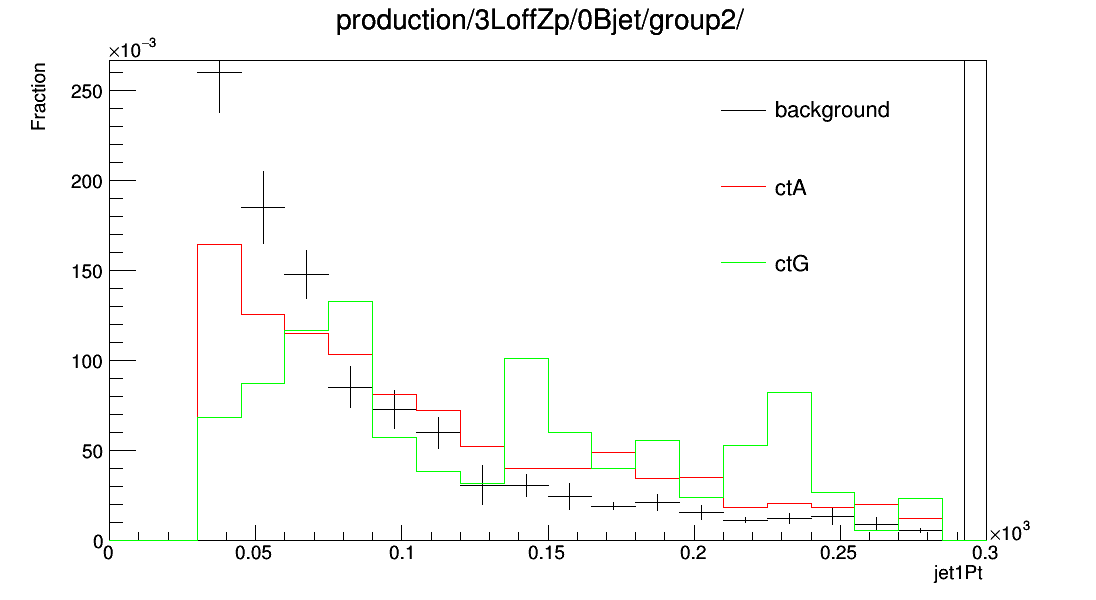 production/3LoffZp/0Bjet/group2/
×10⁻³
Fraction
250
200
150
100
50
0
background
ctA
ctG
0 0.05 0.1 0.15 0.2 0.25 0.3
×10³
jet1Pt